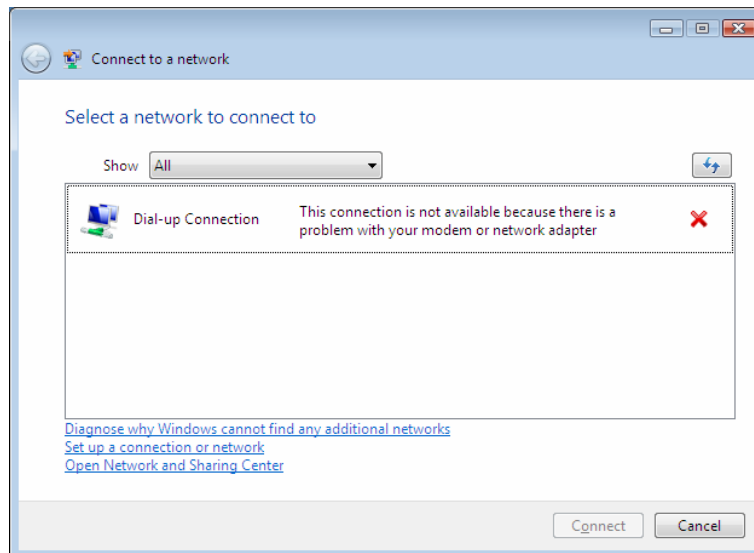 Connect to a network
Select a network to connect to
Show All
Dial-up Connection
This connection is not available because there is a
problem with your modem or network adapter
Diagnose why Windows cannot find any additional networks
Set up a connection or network
Open Network and Sharing Center
Connect Cancel